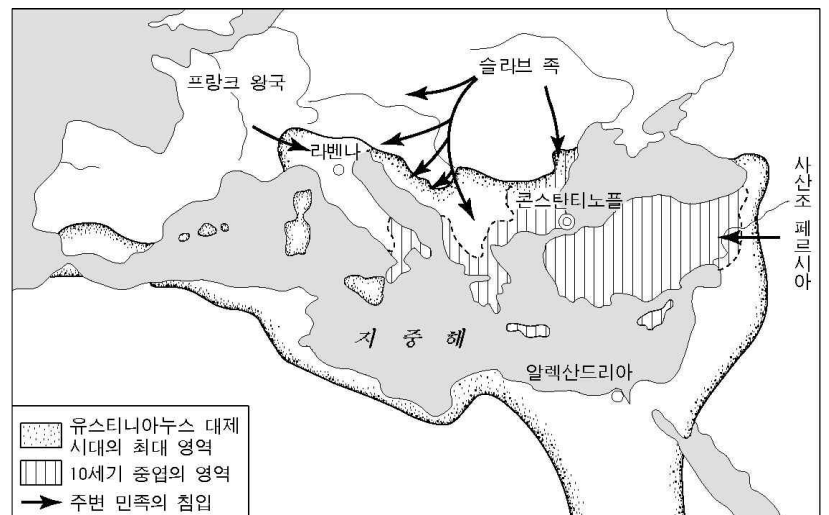 슬라브 족
프랑크 왕국
라벤나
콘스탄티노플
사산조 페르시아
지중해
알렉산드리아
유스티니아누스 대제
시대의 최대 영역
10세기 중엽의 영역
주변 민족의 침입